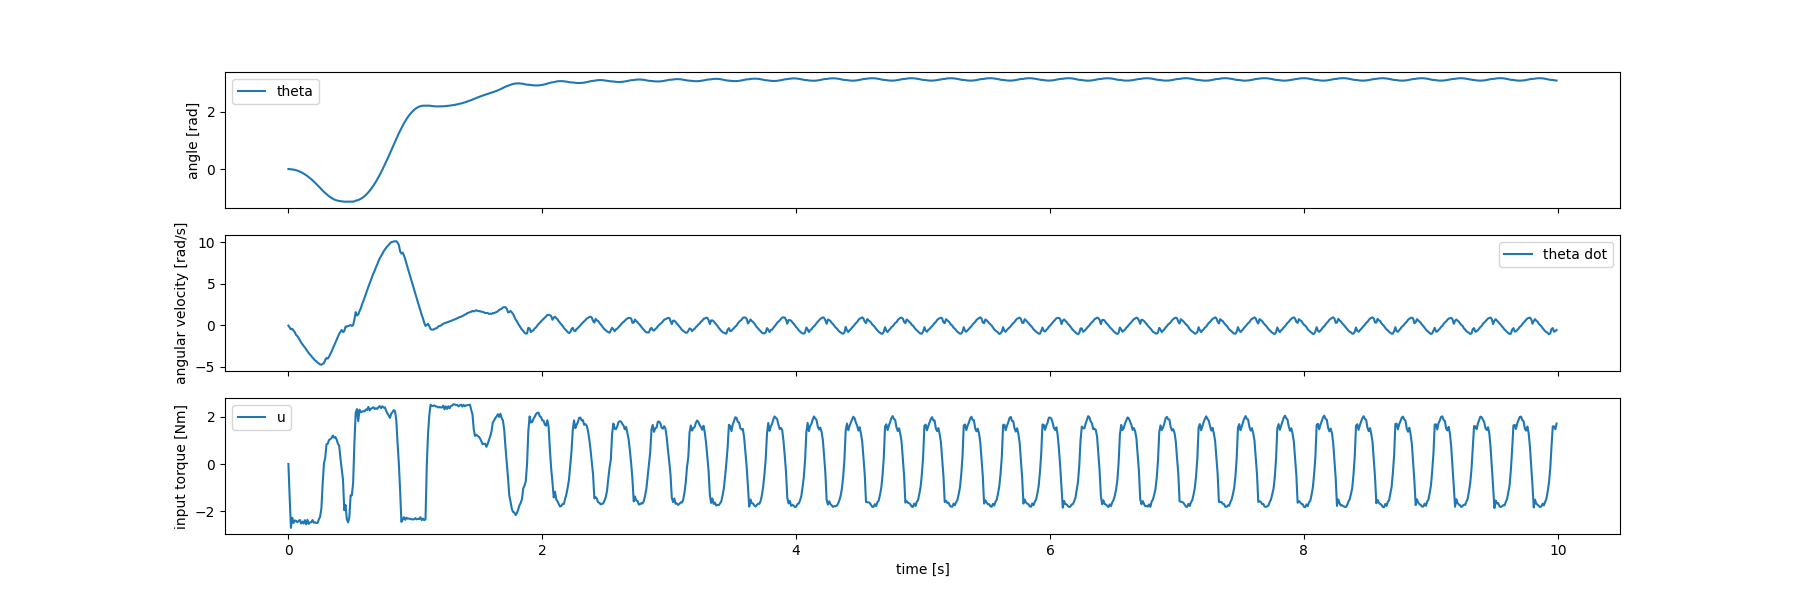 theta
angle [rad]
2
0
theta dot
angular velocity [rad/s]
10
5
0
−5
u
input torque [Nm]
2
0
−2
0
2
4
6
8
10
time [s]